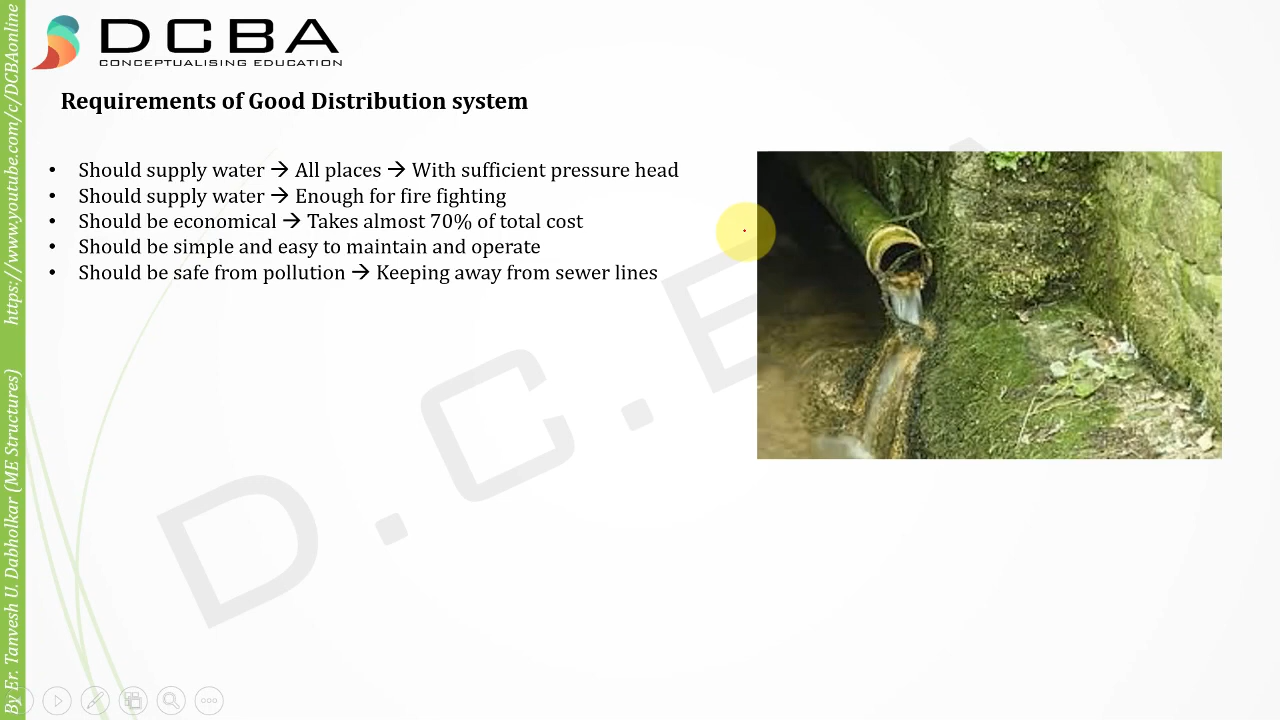 DCBA
CONCEPTUALISING EDUCATION
Requirements of Good Distribution system
• Should supply water → All places → With sufficient pressure head
• Should supply water → Enough for fire fighting
• Should be economical → Takes almost 70% of total cost
• Should be simple and easy to maintain and operate
• Should be safe from pollution → Keeping away from sewer lines
By Er. Tanvesh U. Dabholkar (ME Structures) https://www.youtube.com/c/DCBAonline
D.C.B.A